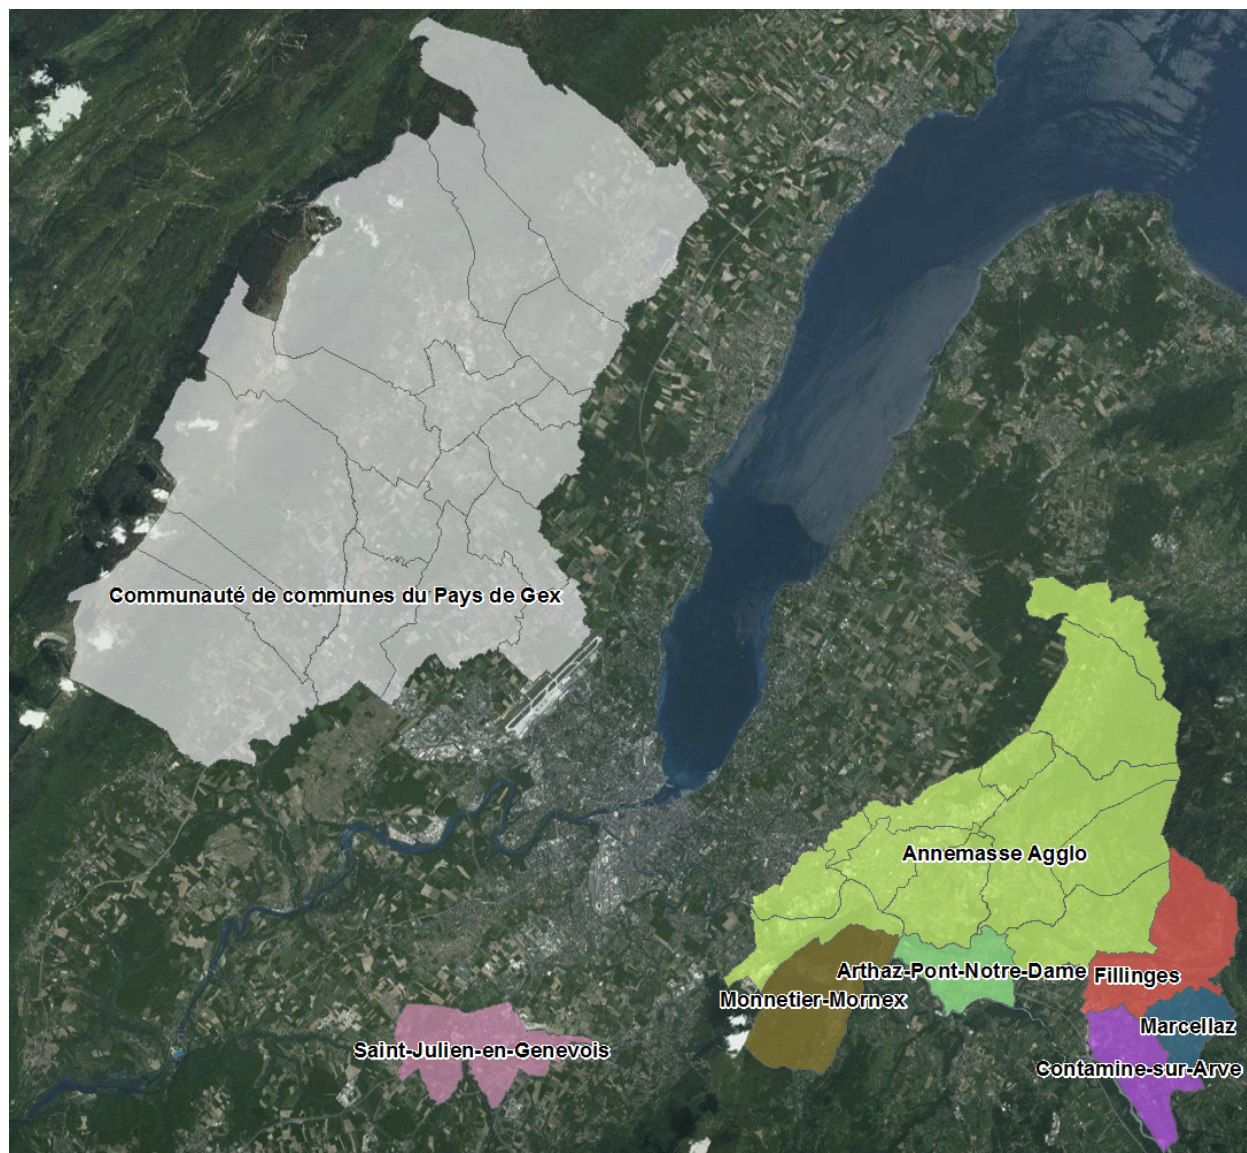 Communauté de communes du Pays de Gex
Annemasse Agglo
Arthaz-Pont-Notre-Dame
Fillinges
Monnetier-Mornex
Marcellaz
Saint-Julien-en-Genevois
Contamine-sur-Arve